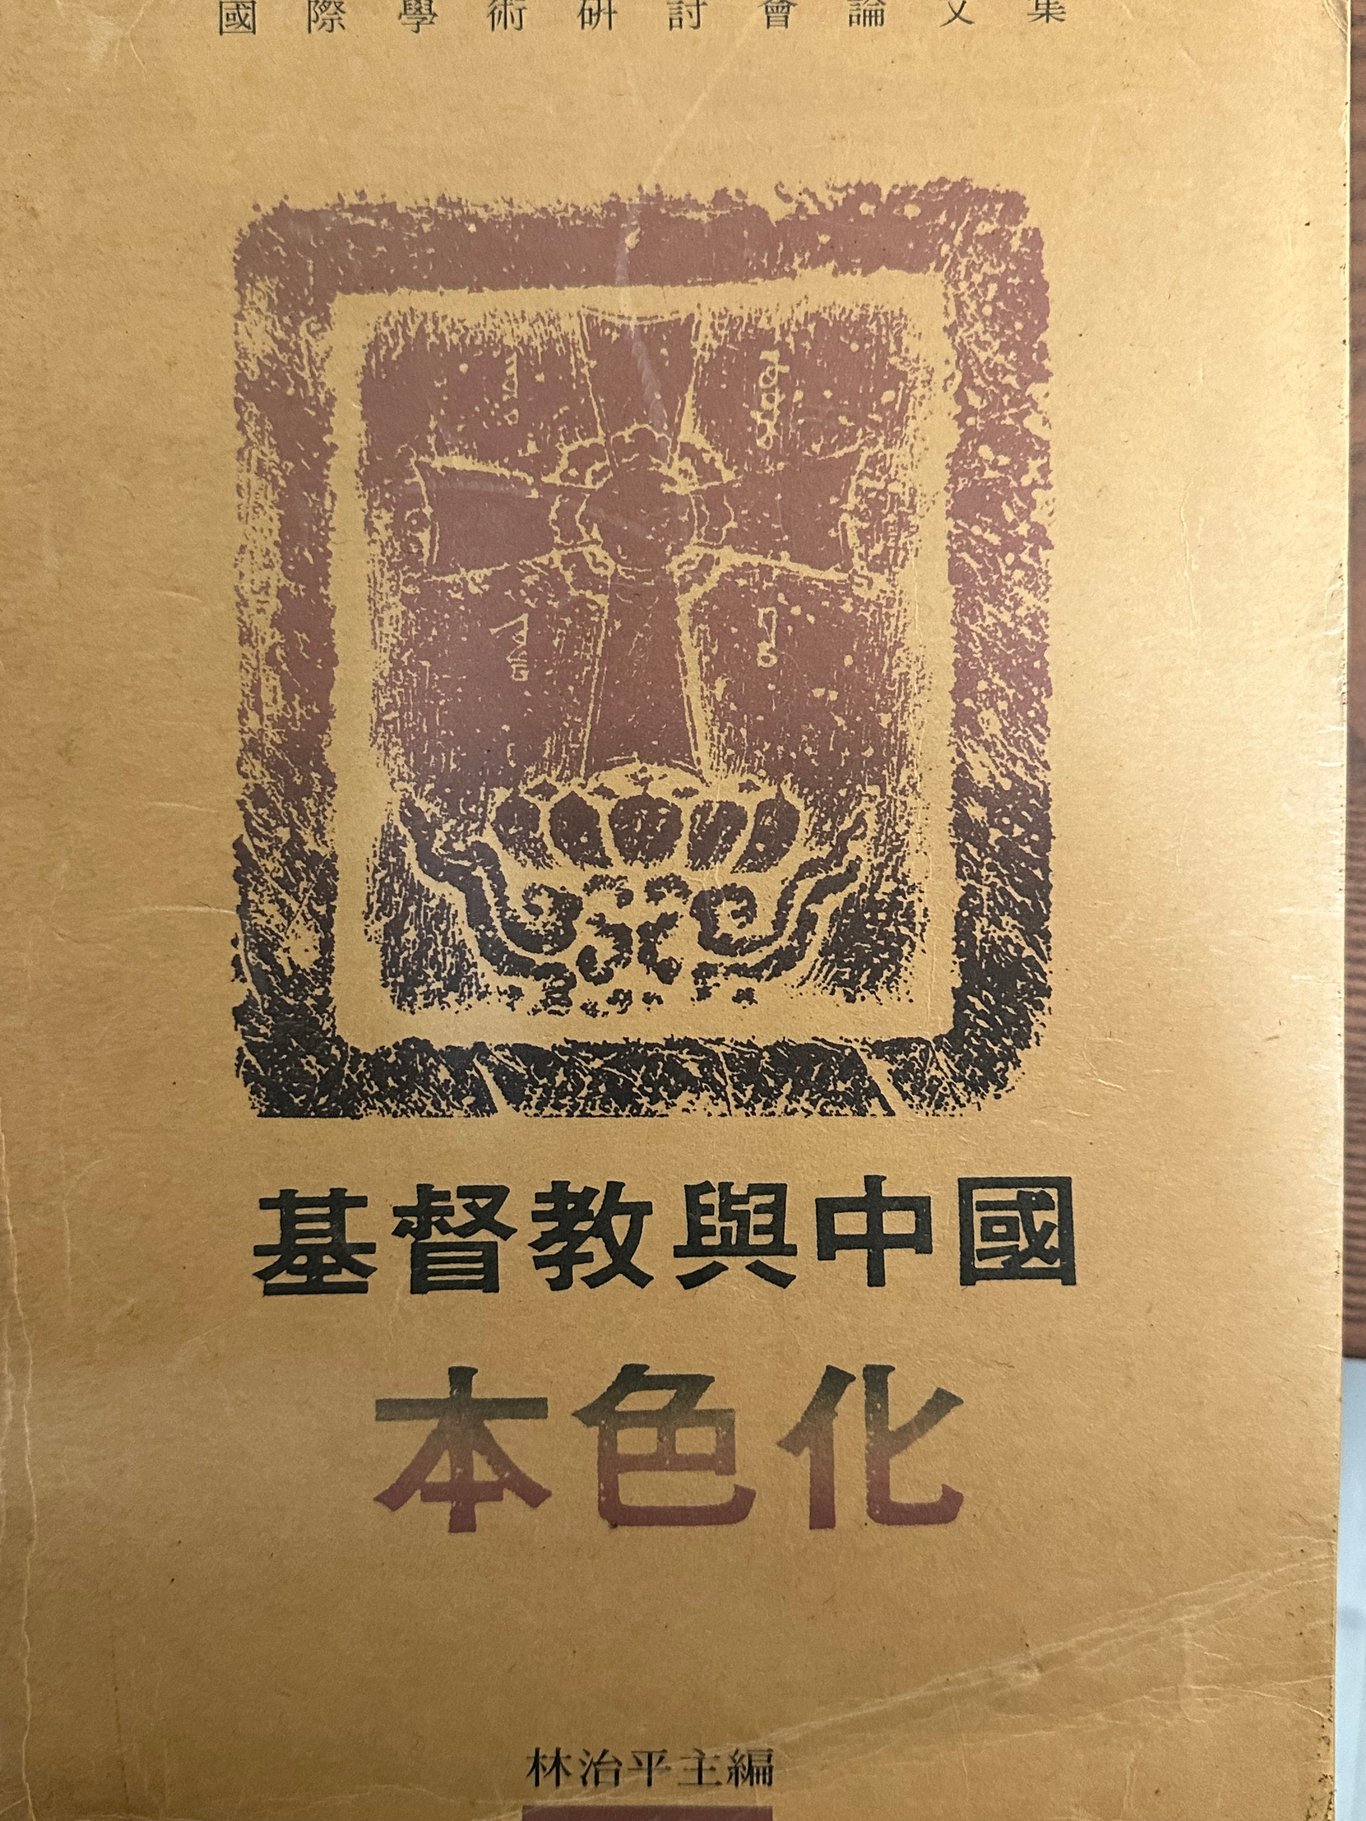 國際學術研討會論文集
基督教與中國
本色化
林治平主編